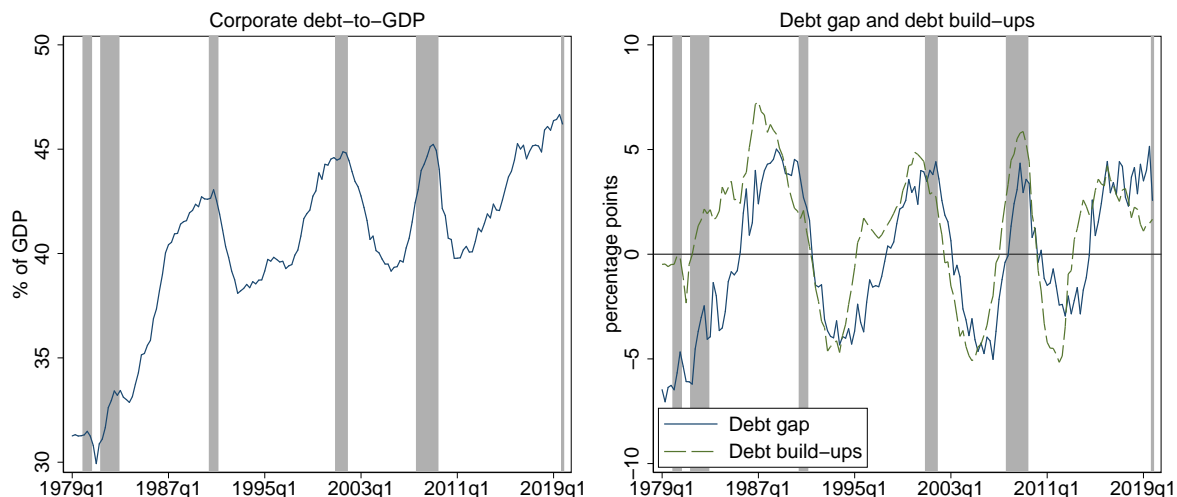 Corporate debt−to−GDP
% of GDP
50
45
40
35
30
1979q1 1987q1 1995q1 2003q1 2011q1 2019q1
Debt gap and debt build−ups
percentage points
10
5
0
−5
−10
Debt gap
Debt build−ups
1979q1 1987q1 1995q1 2003q1 2011q1 2019q1